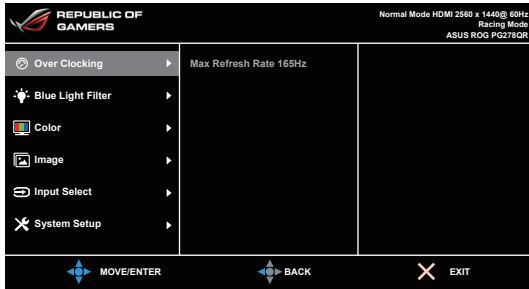 REPUBLIC OF
GAMERS
Normal Mode HDMI 2560 x 1440@ 60Hz
Racing Mode
ASUS ROG PG278QR
Over Clocking
Max Refresh Rate 165Hz
Blue Light Filter
Color
Image
Input Select
System Setup
MOVE/ENTER
BACK
EXIT